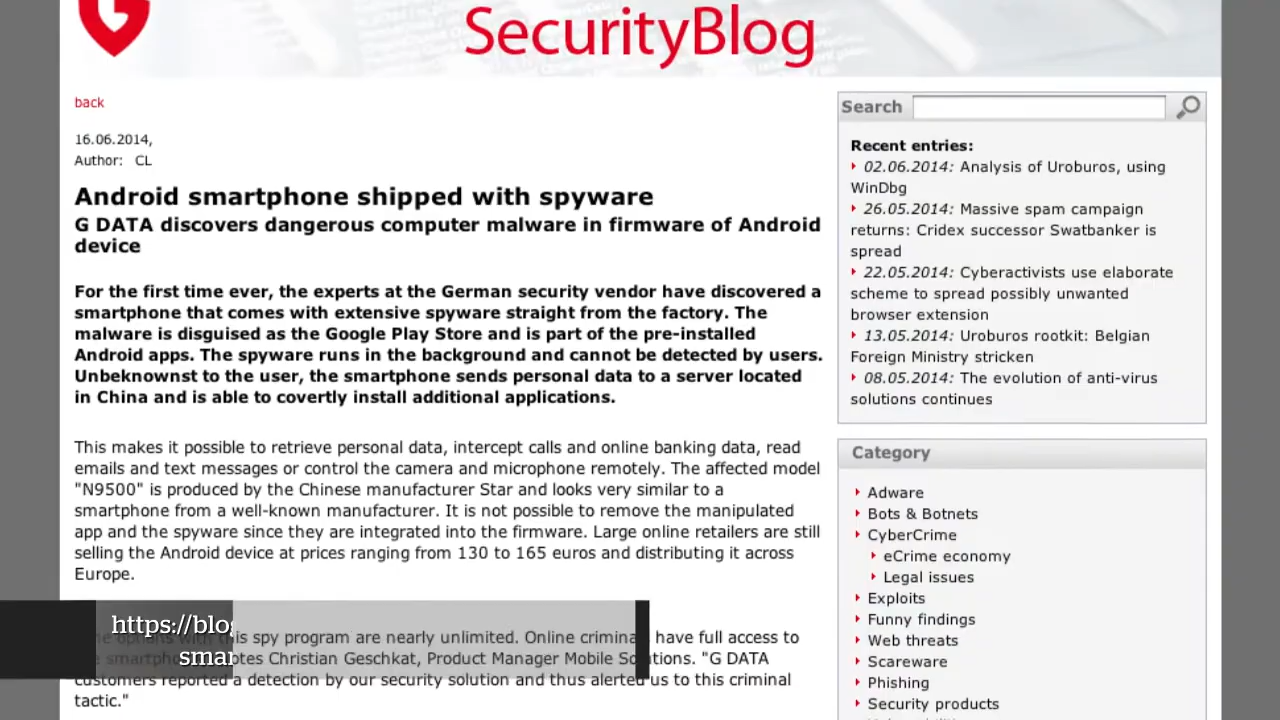 G
SecurityBlog
back
16.06.2014,
Author: CL
Android smartphone shipped with spyware
G DATA discovers dangerous computer malware in firmware of Android
device
For the first time ever, the experts at the German security vendor have discovered a
smartphone that comes with extensive spyware straight from the factory. The
malware is disguised as the Google Play Store and is part of the pre-installed
Android apps. The spyware runs in the background and cannot be detected by users.
Unbeknownst to the user, the smartphone sends personal data to a server located
in China and is able to covertly install additional applications.
This makes it possible to retrieve personal data, intercept calls and online banking data, read
emails and text messages or control the camera and microphone remotely. The affected model
"N9500" is produced by the Chinese manufacturer Star and looks very similar to a
smartphone from a well-known manufacturer. It is not possible to remove the manipulated
app and the spyware since they are integrated into the firmware. Large online retailers are still
selling the Android device at prices ranging from 130 to 165 euros and distributing it across
Europe.
options with this spy program are nearly unlimited. Online criminal have full access to
Christian Geschkat, Product Manager Mobile Solutions. "G DATA
customers reported a detection by our security solution and thus alerted us to this criminal
tactic."
https://blog
smar
Search
Recent entries:
02.06.2014: Analysis of Uroburos, using
WinDbg
26.05.2014: Massive spam campaign
returns: Cridex successor Swatbanker is
spread
22.05.2014: Cyberactivists use elaborate
scheme to spread possibly unwanted
browser extension
13.05.2014: Uroburos rootkit: Belgian
Foreign Ministry stricken
08.05.2014: The evolution of anti-virus
solutions continues
Category
Adware
Bots & Botnets
CyberCrime
eCrime economy
Legal issues
Exploits
Funny findings
Web threats
Scareware
Phishing
Security products